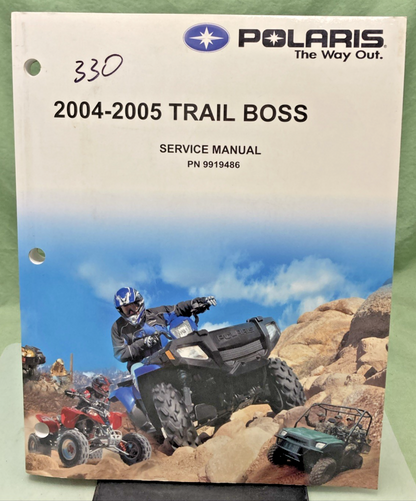 POLARIS
The Way Out.
330
2004-2005 TRAIL BOSS
SERVICE MANUAL
PN 9919486